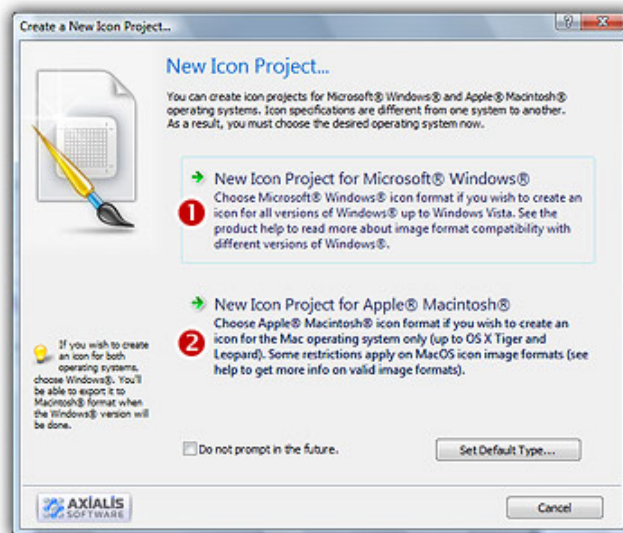 Create a New Icon Project...
New Icon Project...
You can create icon projects for Microsoft® Windows® and Apple® Macintosh®
operating systems. Icon specifications are different from one system to another.
As a result, you must choose the desired operating system now.
New Icon Project for Microsoft® Windows®
1
Choose Microsoft® Windows® icon format if you wish to create an
icon for all versions of Windows® up to Windows Vista. See the
product help to read more about image format compatibility with
different versions of Windows®.
New Icon Project for Apple® Macintosh®
2
Choose Apple® Macintosh® icon format if you wish to create an
icon for the Mac operating system only (up to OS X Tiger and
Leopard). Some restrictions apply on MacOS icon image formats (see
help to get more info on valid image formats).
If you wish to create
an icon for both
operating systems,
choose Windows®. You'll
be able to export it to
Macintosh® format when
the Windows® version will
be done.
Do not prompt in the future.
Set Default Type...
AXIALIS
SOFTWARE
Cancel